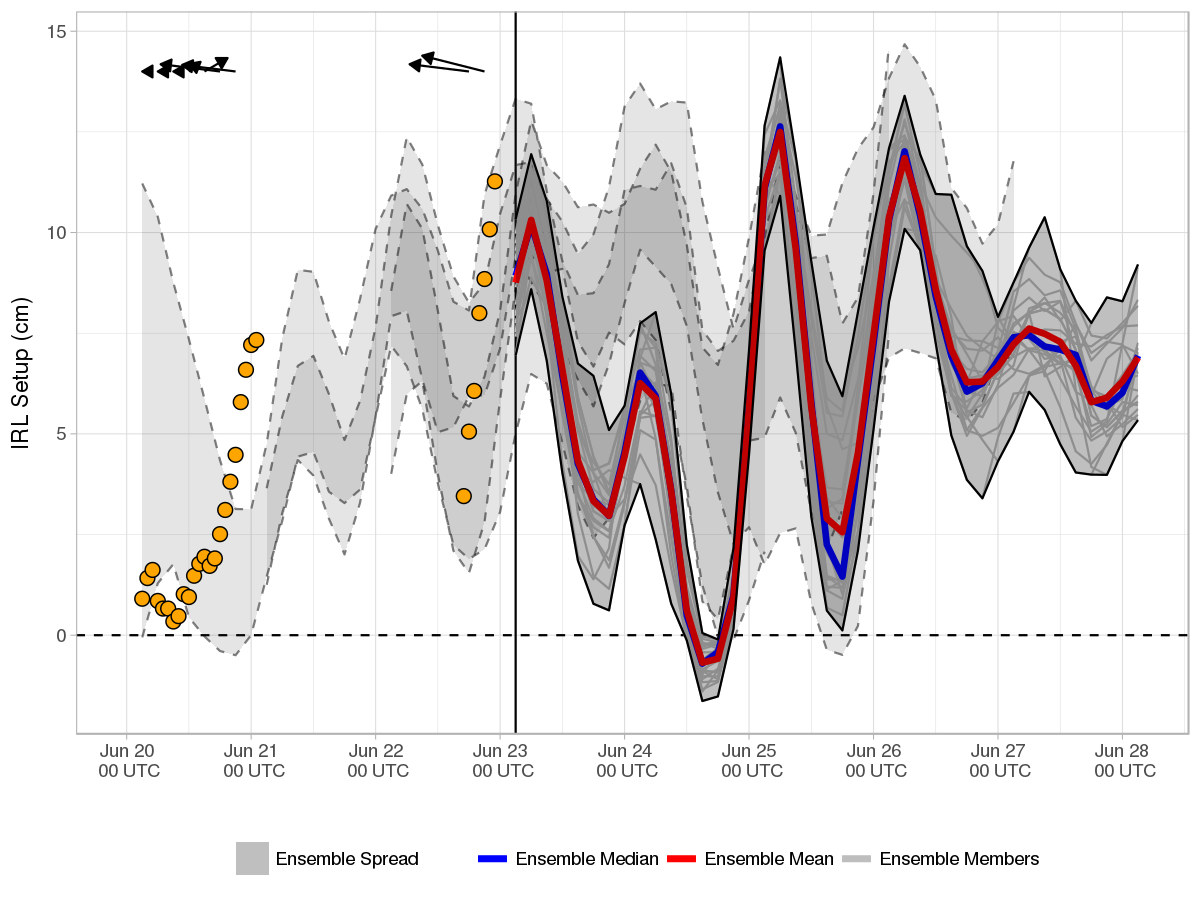 IRL Setup (cm)
15
10
5
0
Jun 20 Jun 21 Jun 22 Jun 23 Jun 24 Jun 25 Jun 26 Jun 27 Jun 28
00 UTC 00 UTC 00 UTC 00 UTC 00 UTC 00 UTC 00 UTC 00 UTC 00 UTC
Ensemble Spread Ensemble Median Ensemble Mean Ensemble Members